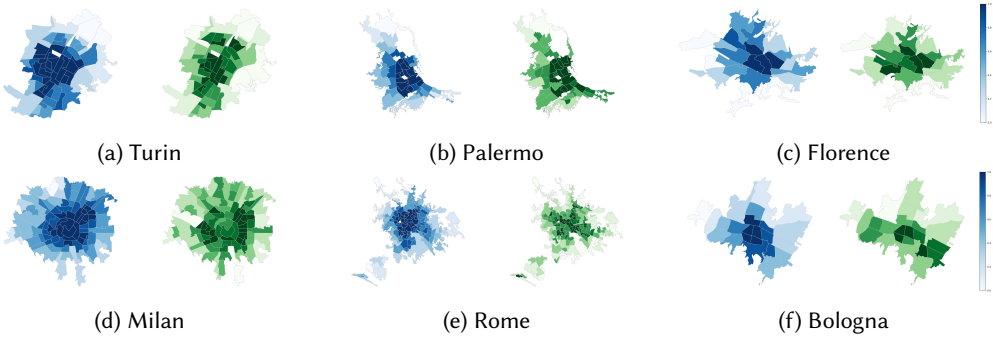 (a) Turin
(b) Palermo
(c) Florence
(d) Milan
(e) Rome
(f) Bologna